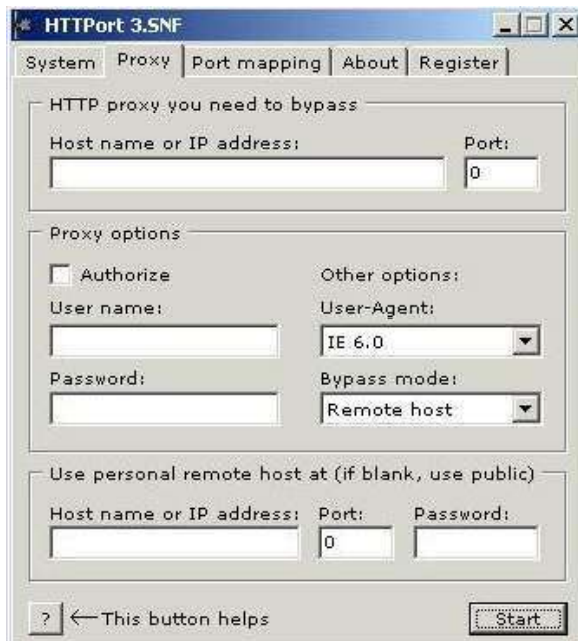 HTTPort 3.SNF
System Proxy Port mapping About Register
HTTP proxy you need to bypass
Host name or IP address: Port:
0
Proxy options
Authorize Other options:
User name: User-Agent:
IE 6.0
Password: Bypass mode:
Remote host
Use personal remote host at (if blank, use public)
Host name or IP address: Port: Password:
0
? ←This button helps Start